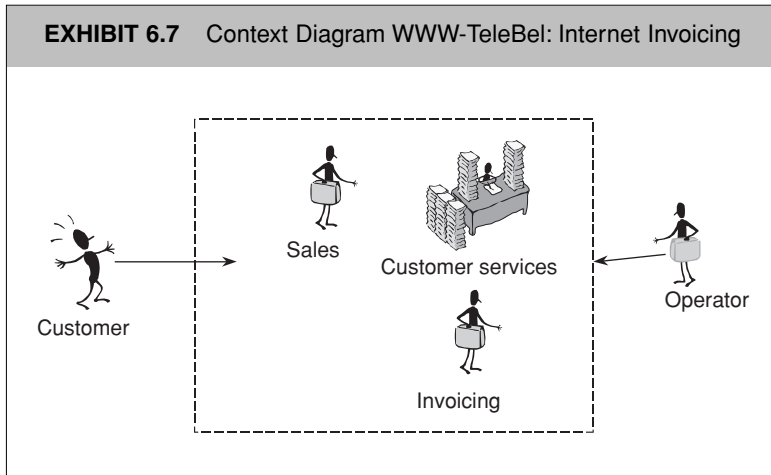 EXHIBIT 6.7 Context Diagram WWW-TeleBel: Internet Invoicing
Sales
Customer services
Customer
Operator
Invoicing